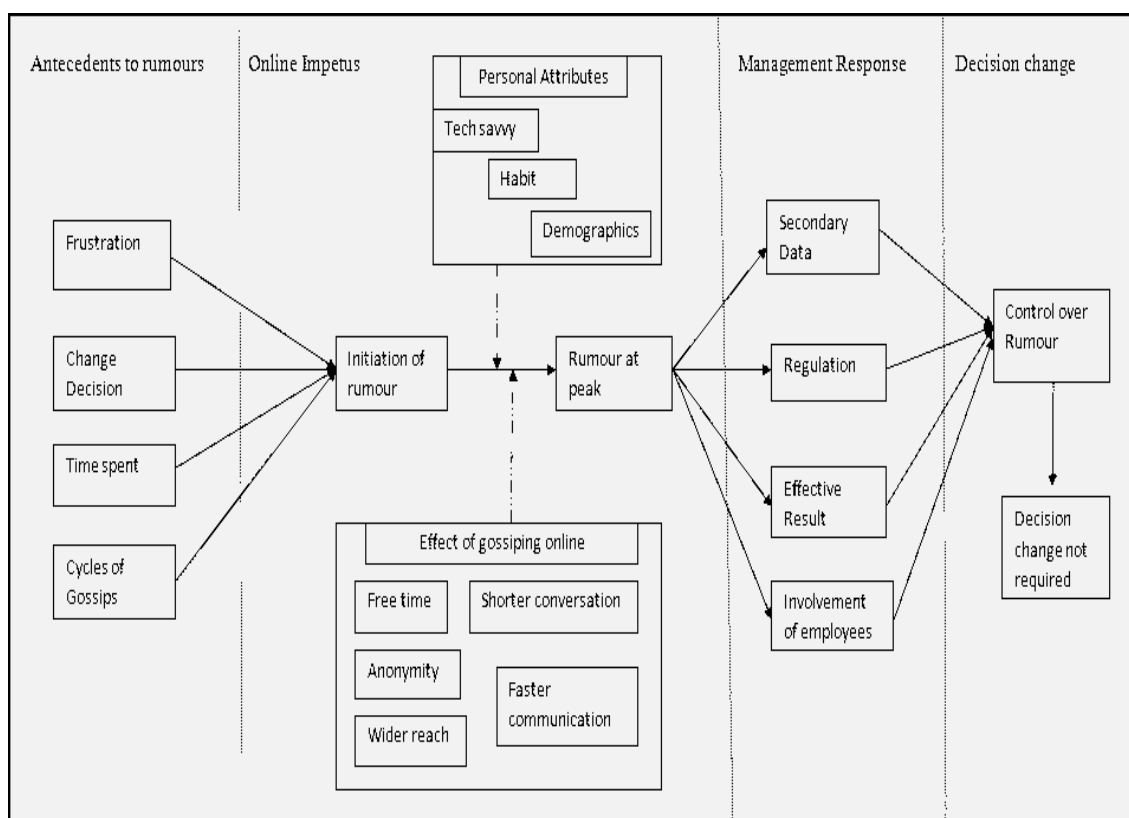 Antecedents to rumours
Online Impetus
Personal Attributes
Tech savvy
Habit
Demographics
Management Response
Decision change
Frustration
Change
Decision
Time spent
Cycles of
Gossips
Initiation of
rumour
Rumour at
peak
Effect of gossiping online
Free time
Shorter conversation
Anonymity
Faster
communication
Wider reach
Secondary
Data
Regulation
Effective
Result
Involvement
of employees
Control over
Rumour
Decision
change not
required